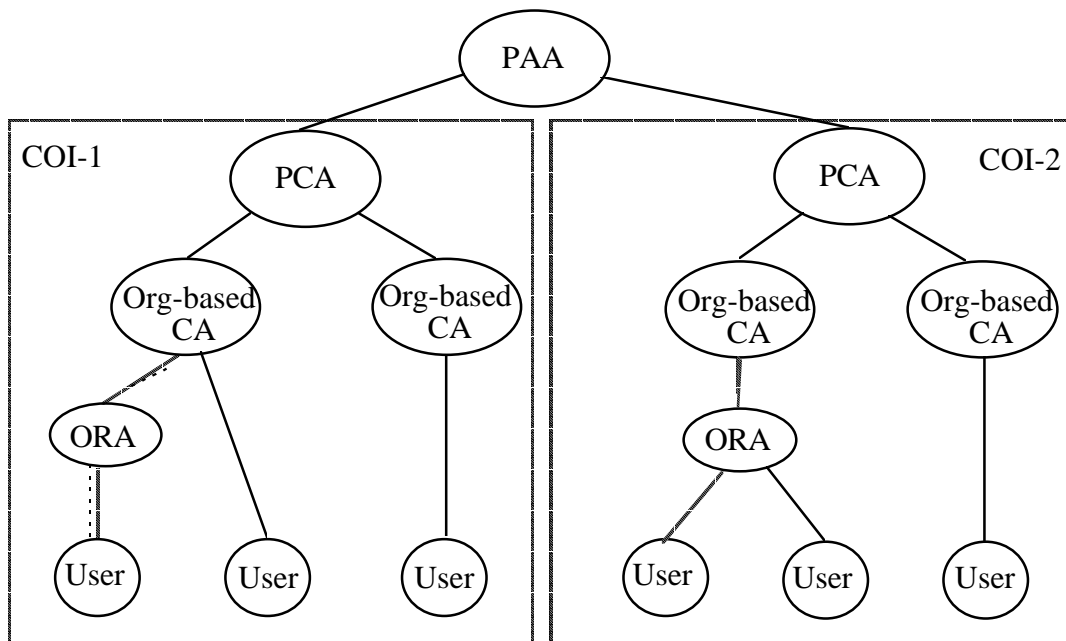 PAA
COI-1
COI-2
PCA
PCA
Org-based
CA
Org-based
CA
Org-based
CA
Org-based
CA
ORA
ORA
User
User
User
User
User
User